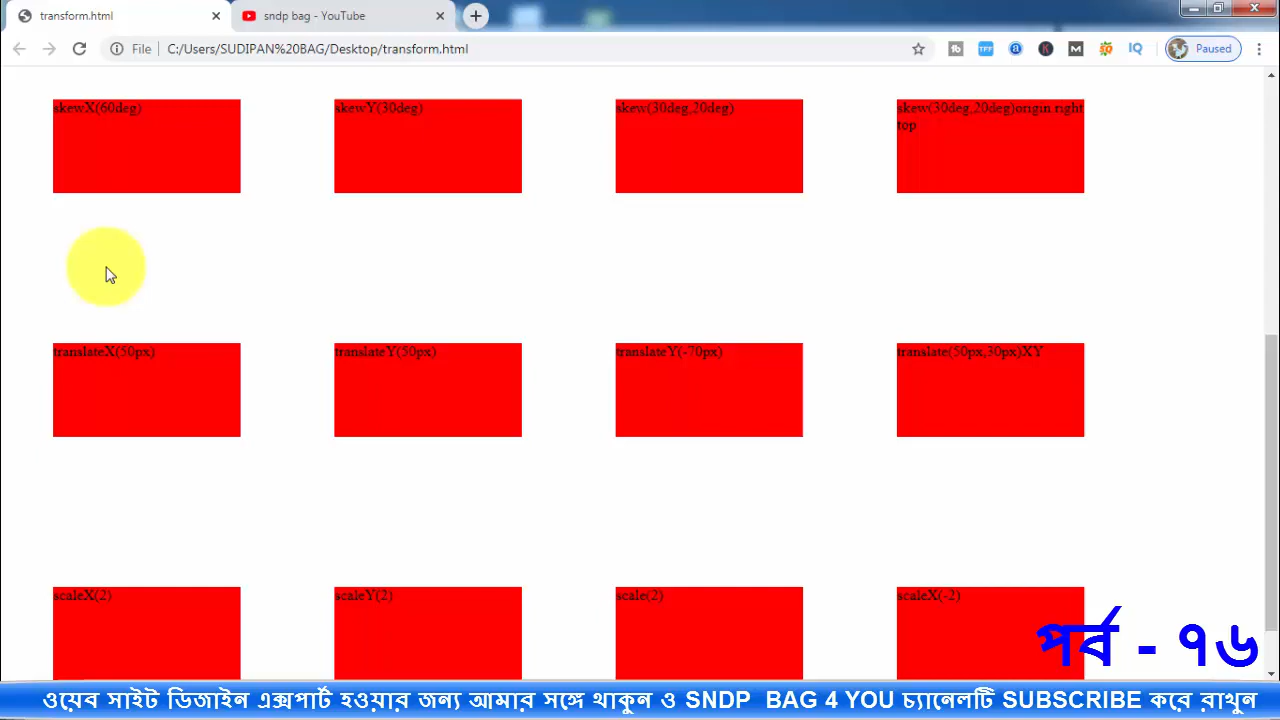 transform.html
sndp bag - YouTube
File
C:/Users/SUDIPAN%20BAG/Desktop/transform.html
TFF
IQ
Paused
skewX(60deg)
skewY(30deg)
skew(30deg,20deg)
skew(30deg,20deg)origin right
top
translateX(50px)
translateY(50px)
translateY(-70px)
translate(50px,30px)XY
scaleX(2)
scaleY(2)
scale(2)
scaleX(-2)
পর্ব - ৭৬
ওয়েব সাইট ডিজাইন এক্সপার্ট হওয়ার জন্য আমার সঙ্গে থাকুন ও SNDP BAG 4 YOU চ্যানেলটি SUBSCRIBE করে রাখুন